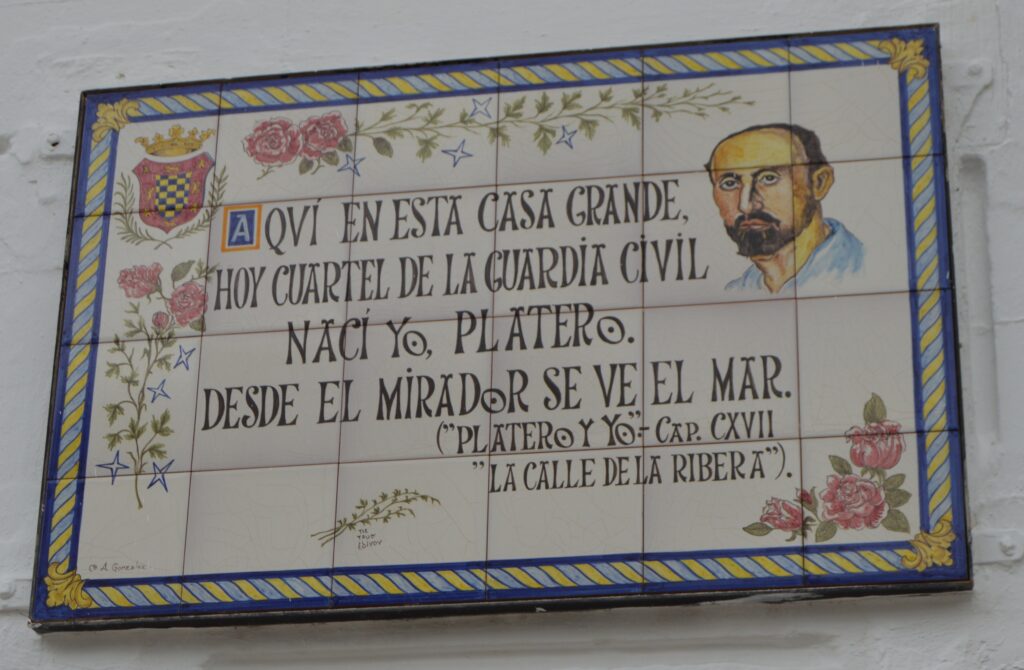 AQVÍ EN ESTA CASA GRANDE,
HOY CUARTEL DE LA GUARDIA CIVIL
NACÍ YO, PLATERO.
DESDE EL MIRADOR SE VE EL MAR.
("PLATERO Y YO"- CAP. CXVII
"LA CALLE DE LA RIBERA").